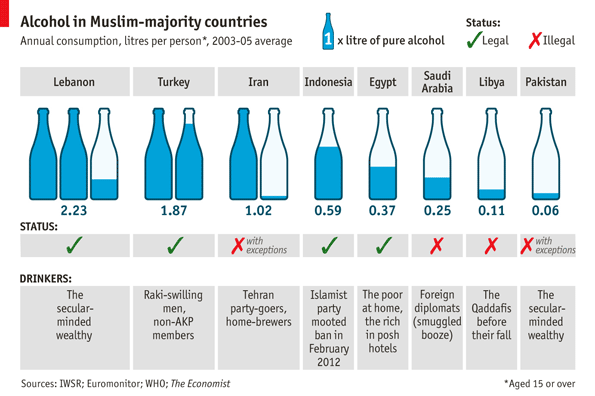 Alcohol in Muslim-majority countries
Annual consumption, litres per person*, 2003-05 average
1 x litre of pure alcohol
Status:
Legal
Illegal
Lebanon
Turkey
Iran
Indonesia
Egypt
Saudi
Arabia
Libya
Pakistan
2.23
1.87
1.02
0.59
0.37
0.25
0.11
0.06
STATUS:
with
exceptions
with
exceptions
DRINKERS:
The
secular-
minded
wealthy
Raki-swilling
men,
non-AKP
members
Tehran
party-goers,
home-brewers
Islamist
party
mooted
ban in
February
2012
The poor
at home,
the rich
in posh
hotels
Foreign
diplomats
(smuggled
booze)
The
Qaddafis
before
their fall
The
secular-
minded
wealthy
Sources: IWSR; Euromonitor; WHO; The Economist
*Aged 15 or over